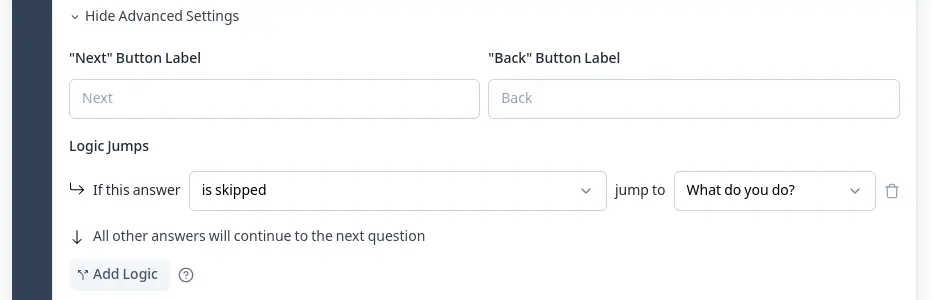 Hide Advanced Settings
"Next" Button Label "Back" Button Label
Next Back
Logic Jumps
If this answer is skipped jump to What do you do?
All other answers will continue to the next question
Add Logic ?